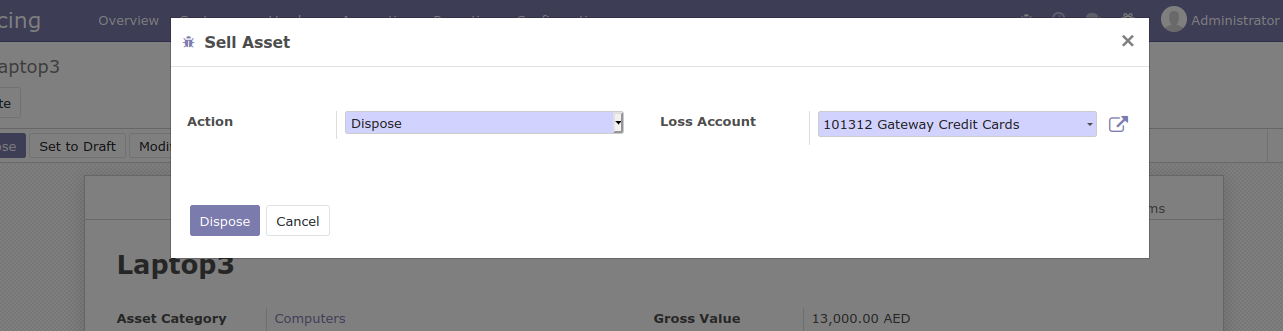 cing Overview Administrator
Sell Asset ×
aptop3
te
Action Dispose Loss Account 101312 Gateway Credit Cards
ose Set to Draft Modi
Dispose Cancel
ms
Laptop3
Asset Category Computers Gross Value 13,000.00 AED